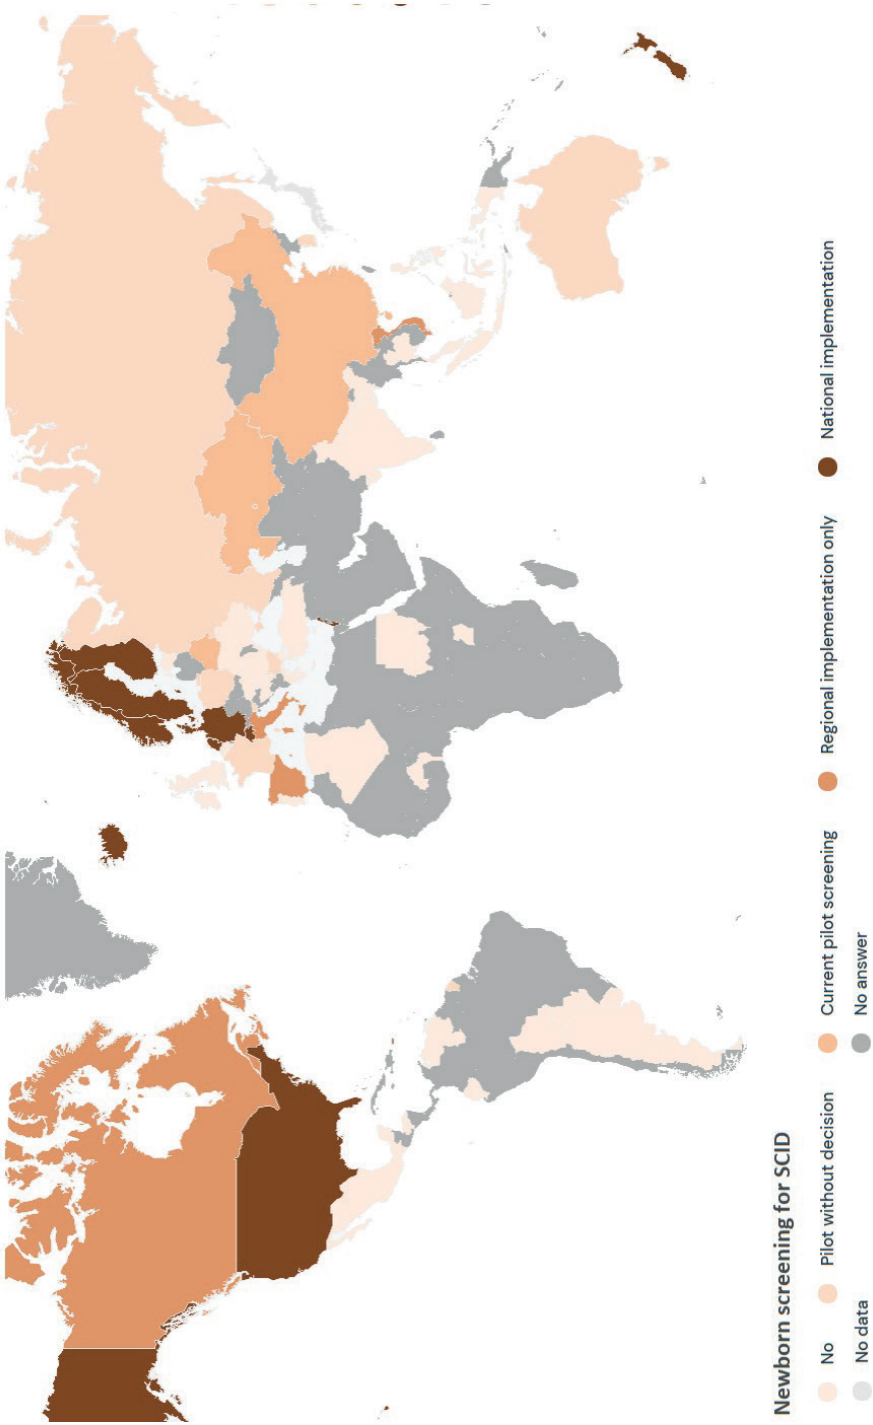 Newborn screening for SCID
No
Pilot without decision
Current pilot screening
Regional implementation only
National implementation
No data
No answer